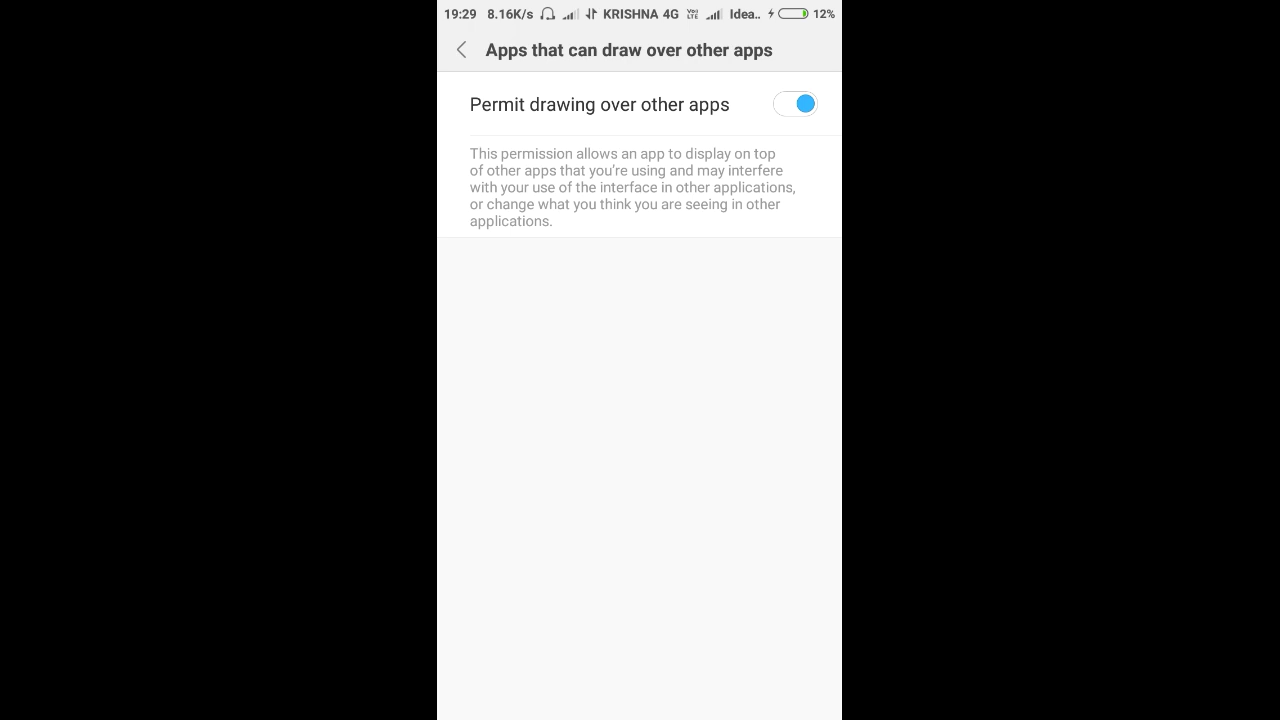 19:29 8.16K/s KRISHNA 4G VoLTE Idea.. 12%
Apps that can draw over other apps
Permit drawing over other apps
This permission allows an app to display on top
of other apps that you're using and may interfere
with your use of the interface in other applications,
or change what you think you are seeing in other
applications.